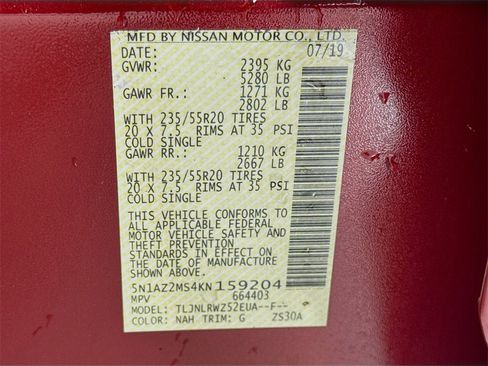 MFD BY NISSAN MOTOR CO., LTD.
DATE: 07/19
GVWR: 2395 KG
5280 LB
GAWR FR.: 1271 KG
2802 LB
WITH 235/55R20 TIRES
20 X 7.5 RIMS AT 35 PSI
COLD SINGLE
GAWR RR.: 1210 KG
2667 LB
WITH 235/55R20 TIRES
20 X 7.5 RIMS AT 35 PSI
COLD SINGLE
THIS VEHICLE CONFORMS TO
ALL APPLICABLE FEDERAL
MOTOR VEHICLE SAFETY AND
THEFT PREVENTION
STANDARDS IN EFFECT ON
THE DATE OF MANUFACTURE
SHOWN ABOVE.
5N1AZ2MS4KN159204
MPV 664403
MODEL: TLJNLRWZ52EUA--F--
COLOR: NAH TRIM: G ZS30A